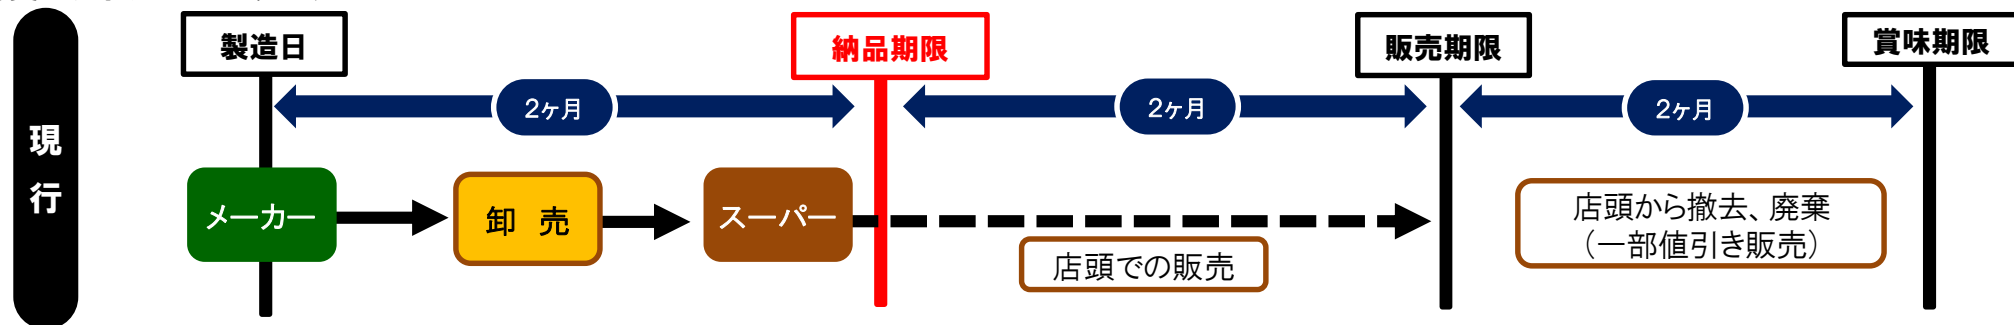 製造日
納品期限
販売期限
賞味期限
2ヶ月
2ヶ月
2ヶ月
現
行
メーカー
卸 売
スーパー
店頭での販売
店頭から撤去、廃棄
（一部値引き販売）